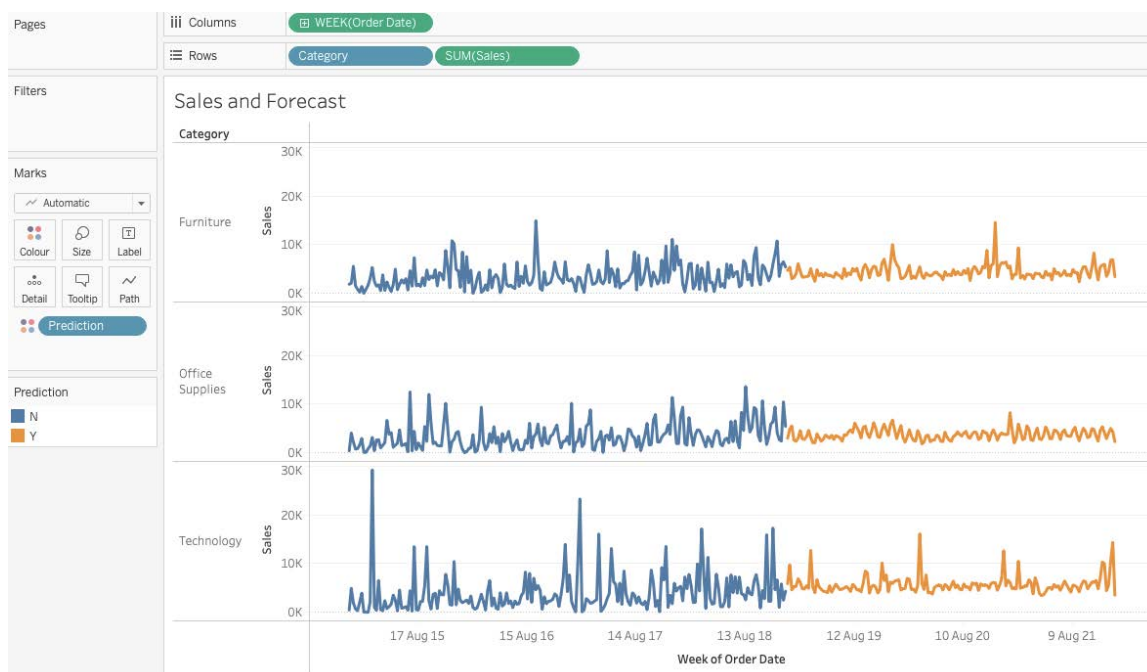 Pages
Columns
WEEK(Order Date)
Rows
Category
SUM(Sales)
Filters
Sales and Forecast
Category
Marks
Automatic
Colour
Size
Label
Detail
Tooltip
Path
Prediction
Prediction
N
Y
Furniture
Sales
30K
20K
10K
0K
Office
Supplies
Sales
30K
20K
10K
0K
Technology
Sales
30K
20K
10K
0K
17 Aug 15 15 Aug 16 14 Aug 17 13 Aug 18 12 Aug 19 10 Aug 20 9 Aug 21
Week of Order Date